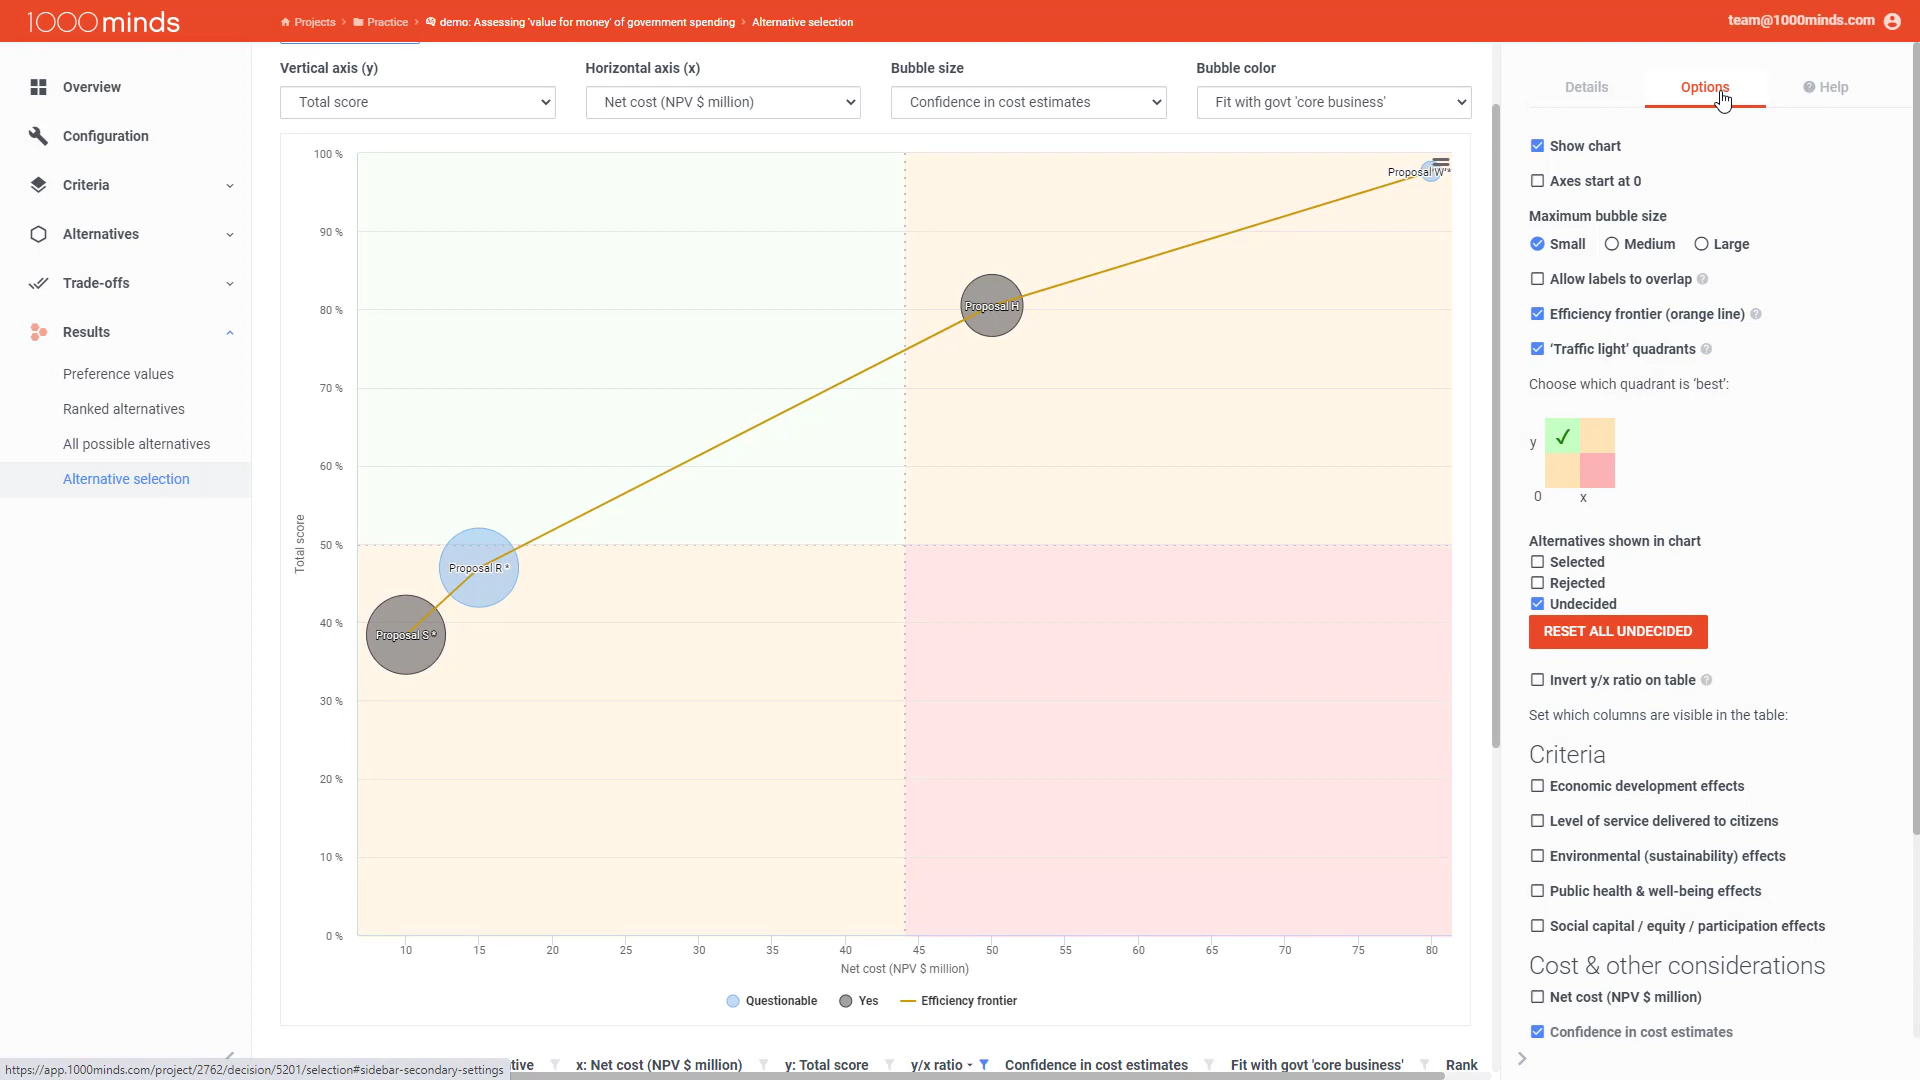 1000minds
Projects
Practice
demo: Assessing 'value for money' of government spending
Alternative selection
team@1000minds.com
Overview
Configuration
Criteria
Alternatives
Trade-offs
Results
Preference values
Ranked alternatives
All possible alternatives
Alternative selection
Vertical axis (y)
Total score
Horizontal axis (x)
Net cost (NPV $ million)
Bubble size
Confidence in cost estimates
Bubble color
Fit with govt 'core business'
100 %
90 %
80 %
70 %
60 %
50 %
40 %
30 %
20 %
10 %
0 %
Total score
Proposal W *
Proposal H
Proposal R *
Proposal S *
10 15 20 25 30 35 40 45 50 55 60 65 70 75 80
Net cost (NPV $ million)
Questionable Yes Efficiency frontier
tive x: Net cost (NPV $ million) y: Total score y/x ratio Confidence in cost estimates Fit with govt 'core business' Rank
https://app.1000minds.com/project/2762/decision/5201/selection#sidebar-secondary-settings
Details Options Help
Show chart
Axes start at 0
Maximum bubble size
Small Medium Large
Allow labels to overlap
Efficiency frontier (orange line)
‘Traffic light’ quadrants
Choose which quadrant is ‘best’:
y
0 x
Alternatives shown in chart
Selected
Rejected
Undecided
RESET ALL UNDECIDED
Invert y/x ratio on table
Set which columns are visible in the table:
Criteria
Economic development effects
Level of service delivered to citizens
Environmental (sustainability) effects
Public health & well-being effects
Social capital / equity / participation effects
Cost & other considerations
Net cost (NPV $ million)
Confidence in cost estimates